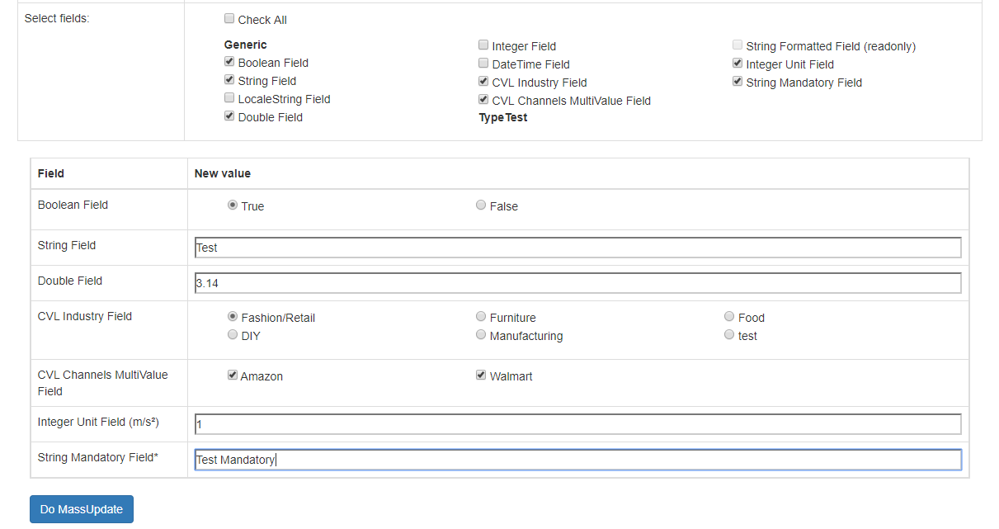 Select fields:
Check All
Generic
Boolean Field
String Field
LocaleString Field
Double Field
Integer Field
DateTime Field
CVL Industry Field
CVL Channels MultiValue Field
TypeTest
String Formatted Field (readonly)
Integer Unit Field
String Mandatory Field
Field New value
Boolean Field True False
String Field Test
Double Field 3.14
CVL Industry Field Fashion/Retail Furniture Food
DIY Manufacturing test
CVL Channels MultiValue Amazon Walmart
Field
Integer Unit Field (m/s²) 1
String Mandatory Field* Test Mandatory
Do MassUpdate